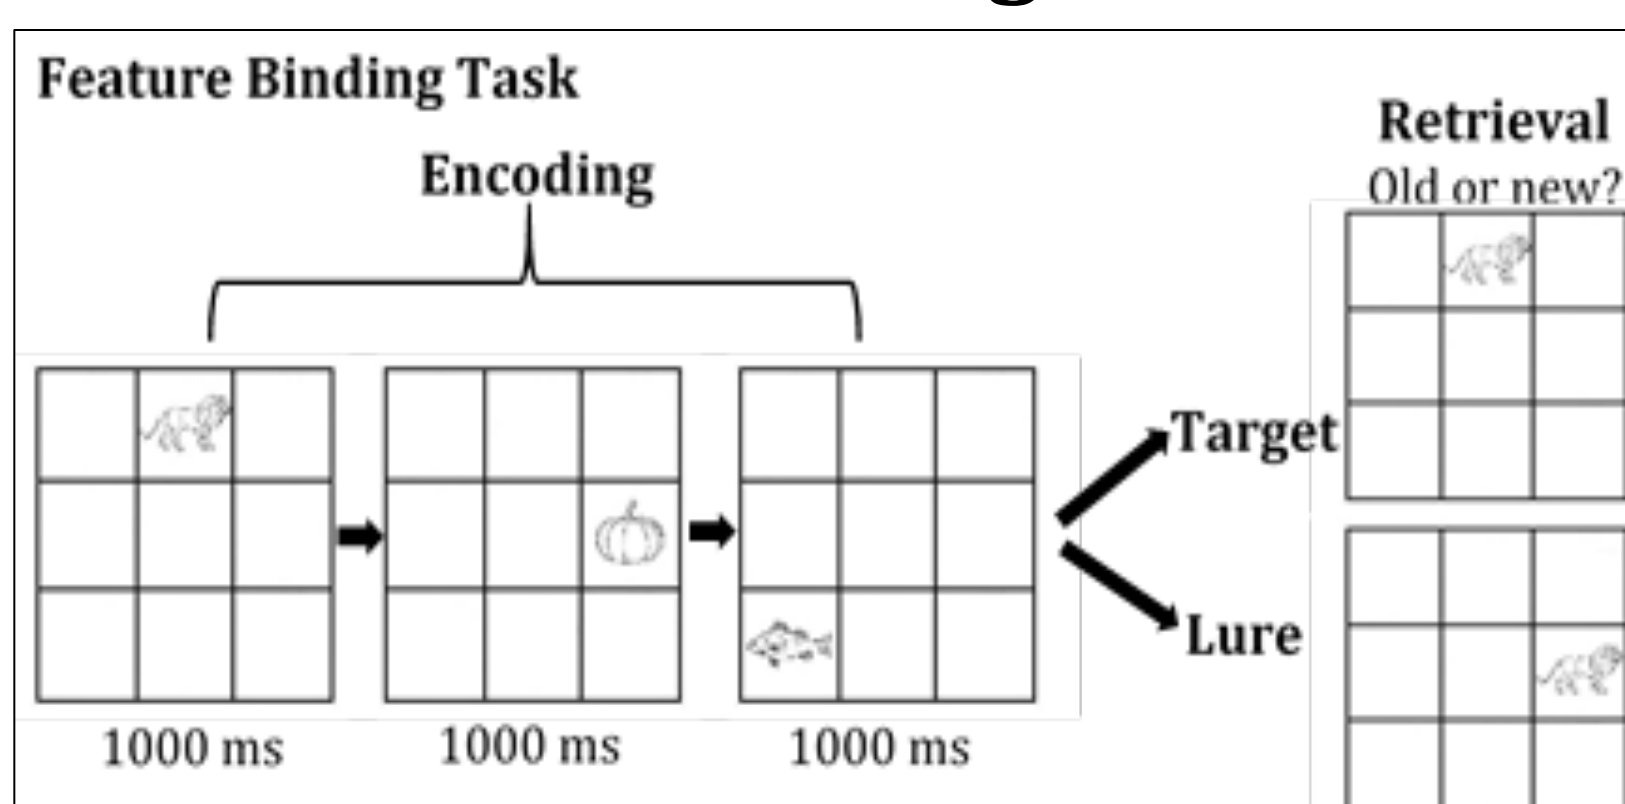 Feature Binding Task
Encoding
Retrieval
Old or new?
Target
Lure
1000 ms
1000 ms
1000 ms